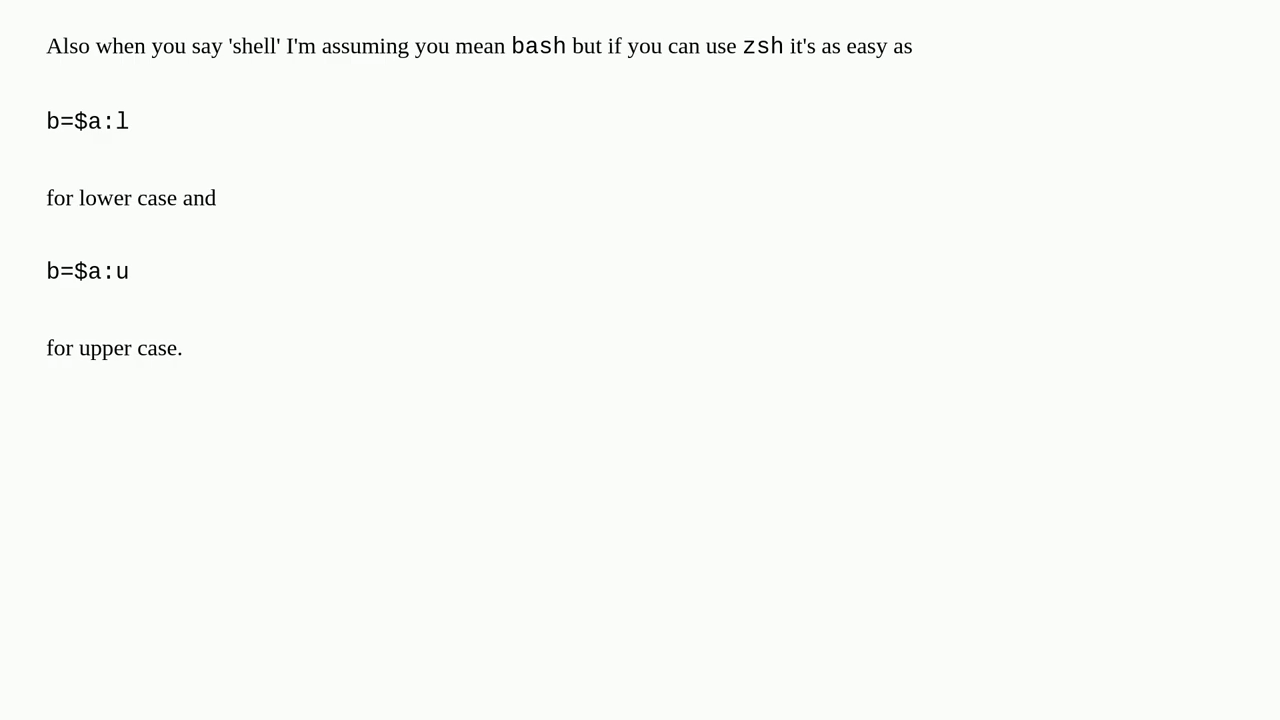 Also when you say 'shell' I'm assuming you mean bash but if you can use zsh it's as easy as
b=$a:l
for lower case and
b=$a:u
for upper case.